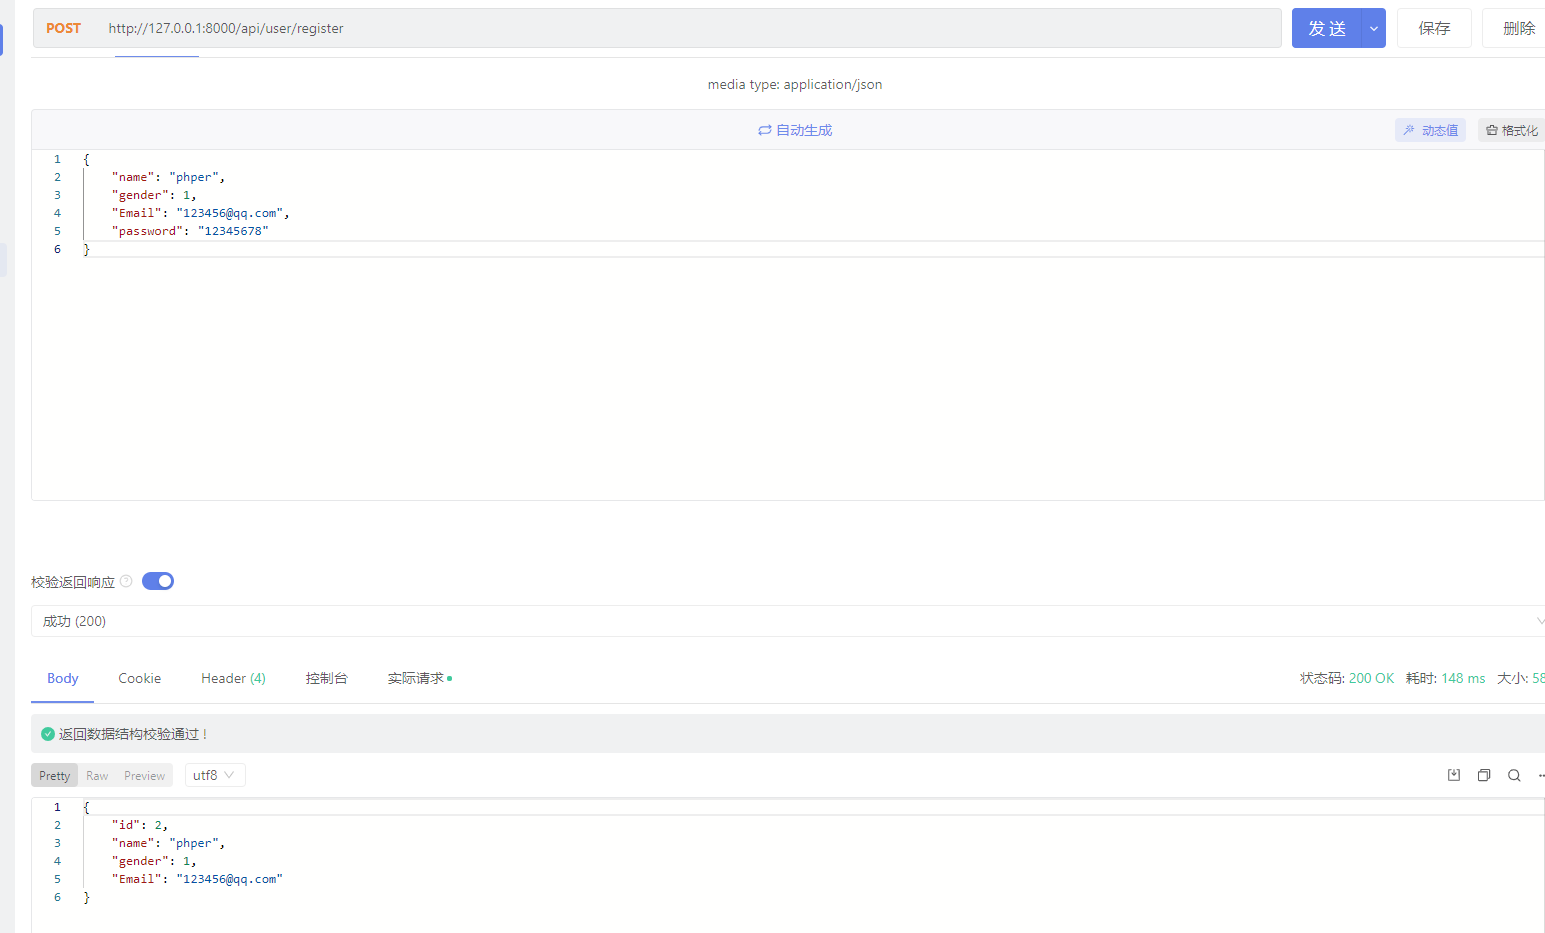 POST http://127.0.0.1:8000/api/user/register 发 送 保存 删除
media type: application/json
自动生成 动态值 格式化
1 {
2 "name": "phper",
3 "gender": 1,
4 "Email": "123456@qq.com",
5 "password": "12345678"
6 }
校验返回响应
成功 (200)
Body Cookie Header (4) 控制台 实际请求 状态码: 200 OK 耗时: 148 ms 大小: 58
返回数据结构校验通过 !
Pretty Raw Preview utf8
1 {
2 "id": 2,
3 "name": "phper",
4 "gender": 1,
5 "Email": "123456@qq.com"
6 }